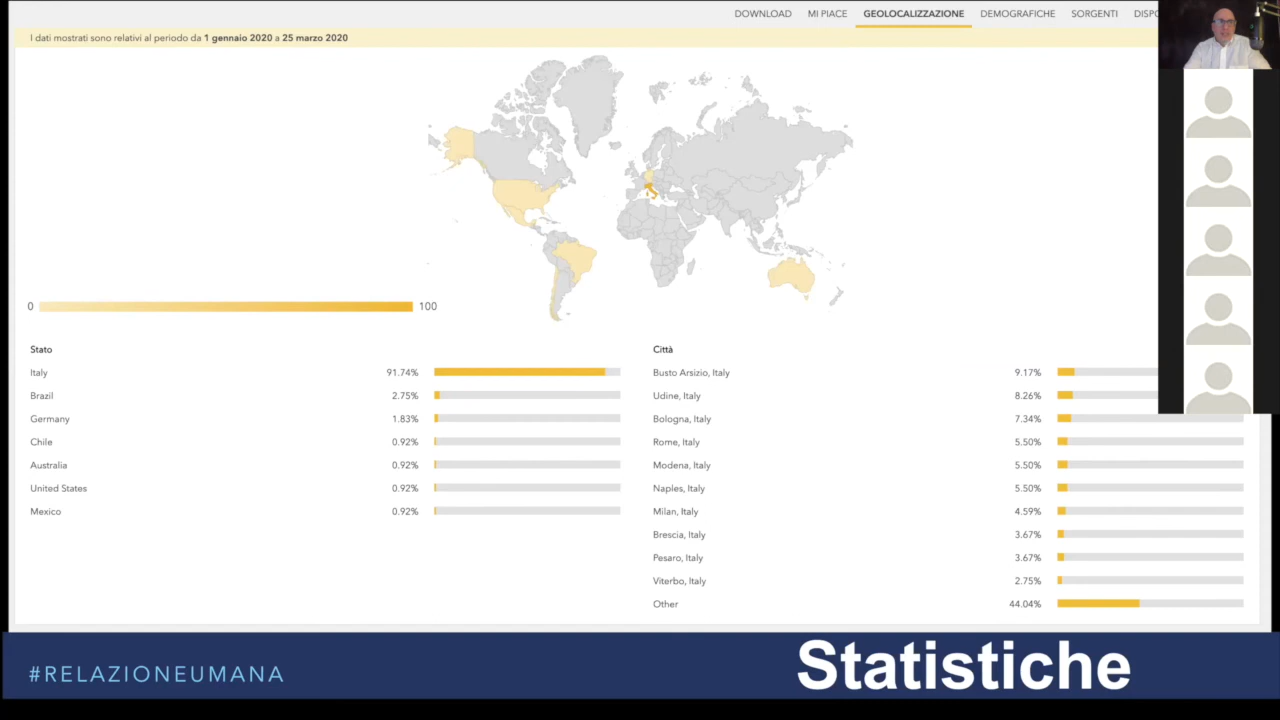 DOWNLOAD MI PIACE GEOLOCALIZZAZIONE DEMOGRAFICHE SORGENTI
I dati mostrati sono relativi al periodo da 1 gennaio 2020 a 25 marzo 2020
0 100
Stato
Italy 91.74%
Brazil 2.75%
Germany 1.83%
Chile 0.92%
Australia 0.92%
United States 0.92%
Mexico 0.92%
Città
Busto Arsizio, Italy 9.17%
Udine, Italy 8.26%
Bologna, Italy 7.34%
Rome, Italy 5.50%
Modena, Italy 5.50%
Naples, Italy 5.50%
Milan, Italy 4.59%
Brescia, Italy 3.67%
Pesaro, Italy 3.67%
Viterbo, Italy 2.75%
Other 44.04%
#RELAZIONEUMANA
Statistiche